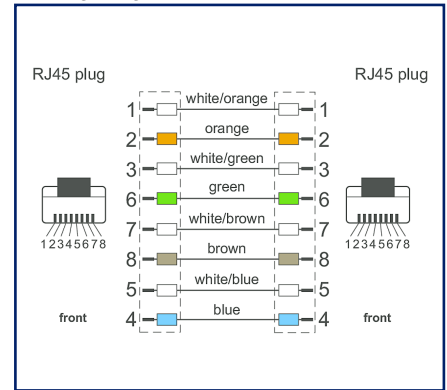 RJ45 plug
RJ45 plug
1 white/orange 1
2 orange 2
3 white/green 3
6 green 6
7 white/brown 7
8 brown 8
5 white/blue 5
4 blue 4
12345678
12345678
front
front